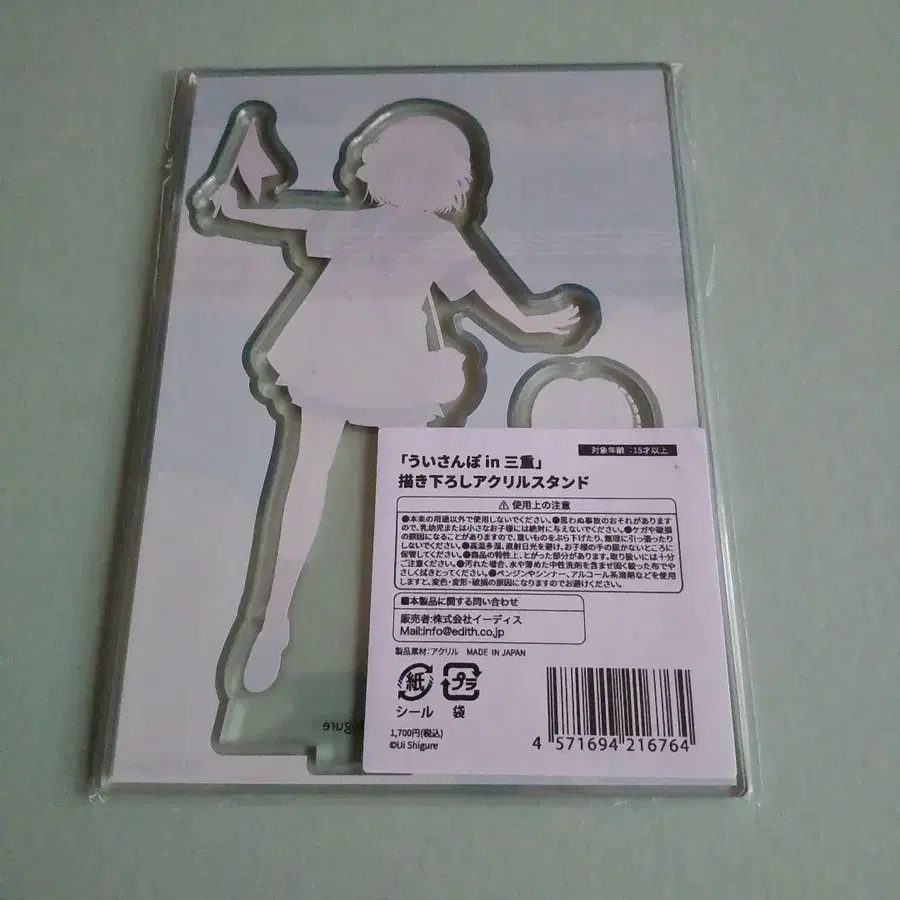 対象年齢:15才以上
「ういさんぽ in 三重」
描き下ろしアクリルスタンド
⚠使用上の注意
●本来の用途以外で使用しないでください。●思わぬ事故のおそれがありますので、乳幼児または小さなお子様には絶対に与えないでください。●ケガや破損の原因になることがありますので、重いものをぶら下げたり、無理に引っ張ったりしないでください。●高温多湿、直射日光を避け、お子様の手の届かないところに保管してください。●商品の特性上、とがった部分があります。取り扱いには十分ご注意ください。●汚れた場合、水や薄めた中性洗剤を含ませ固く絞った布でやさしく拭きとってください。●ベンジンやシンナー、アルコール系溶剤などを使用しますと、変色・変形・破損の原因になりますのでお避けください。
■本製品に関する問い合わせ
販売者:株式会社イーディス
Mail:info@edith.co.jp
製品素材:アクリル MADE IN JAPAN
紙 プラ
シール 袋
1,700円(税込)
©Ui Shigure
4 571694 216764